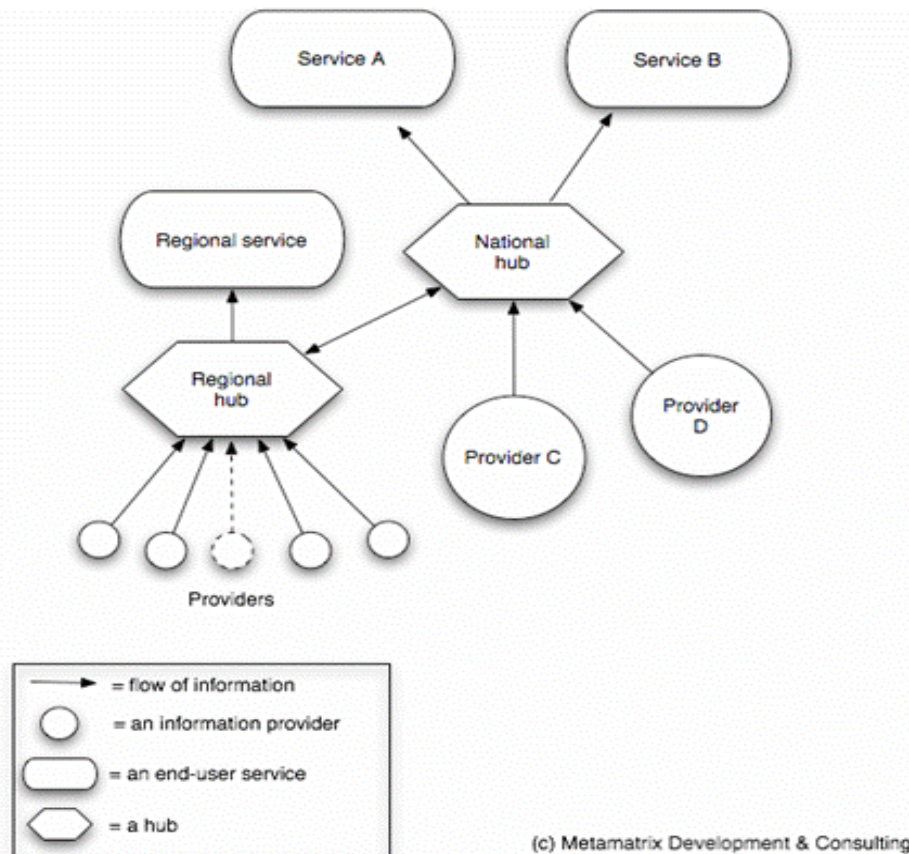 Service A
Service B
Regional service
National
hub
Regional
hub
Provider C
Provider
D
Providers
= flow of information
= an information provider
= an end-user service
= a hub
(c) Metamatrix Development & Consulting